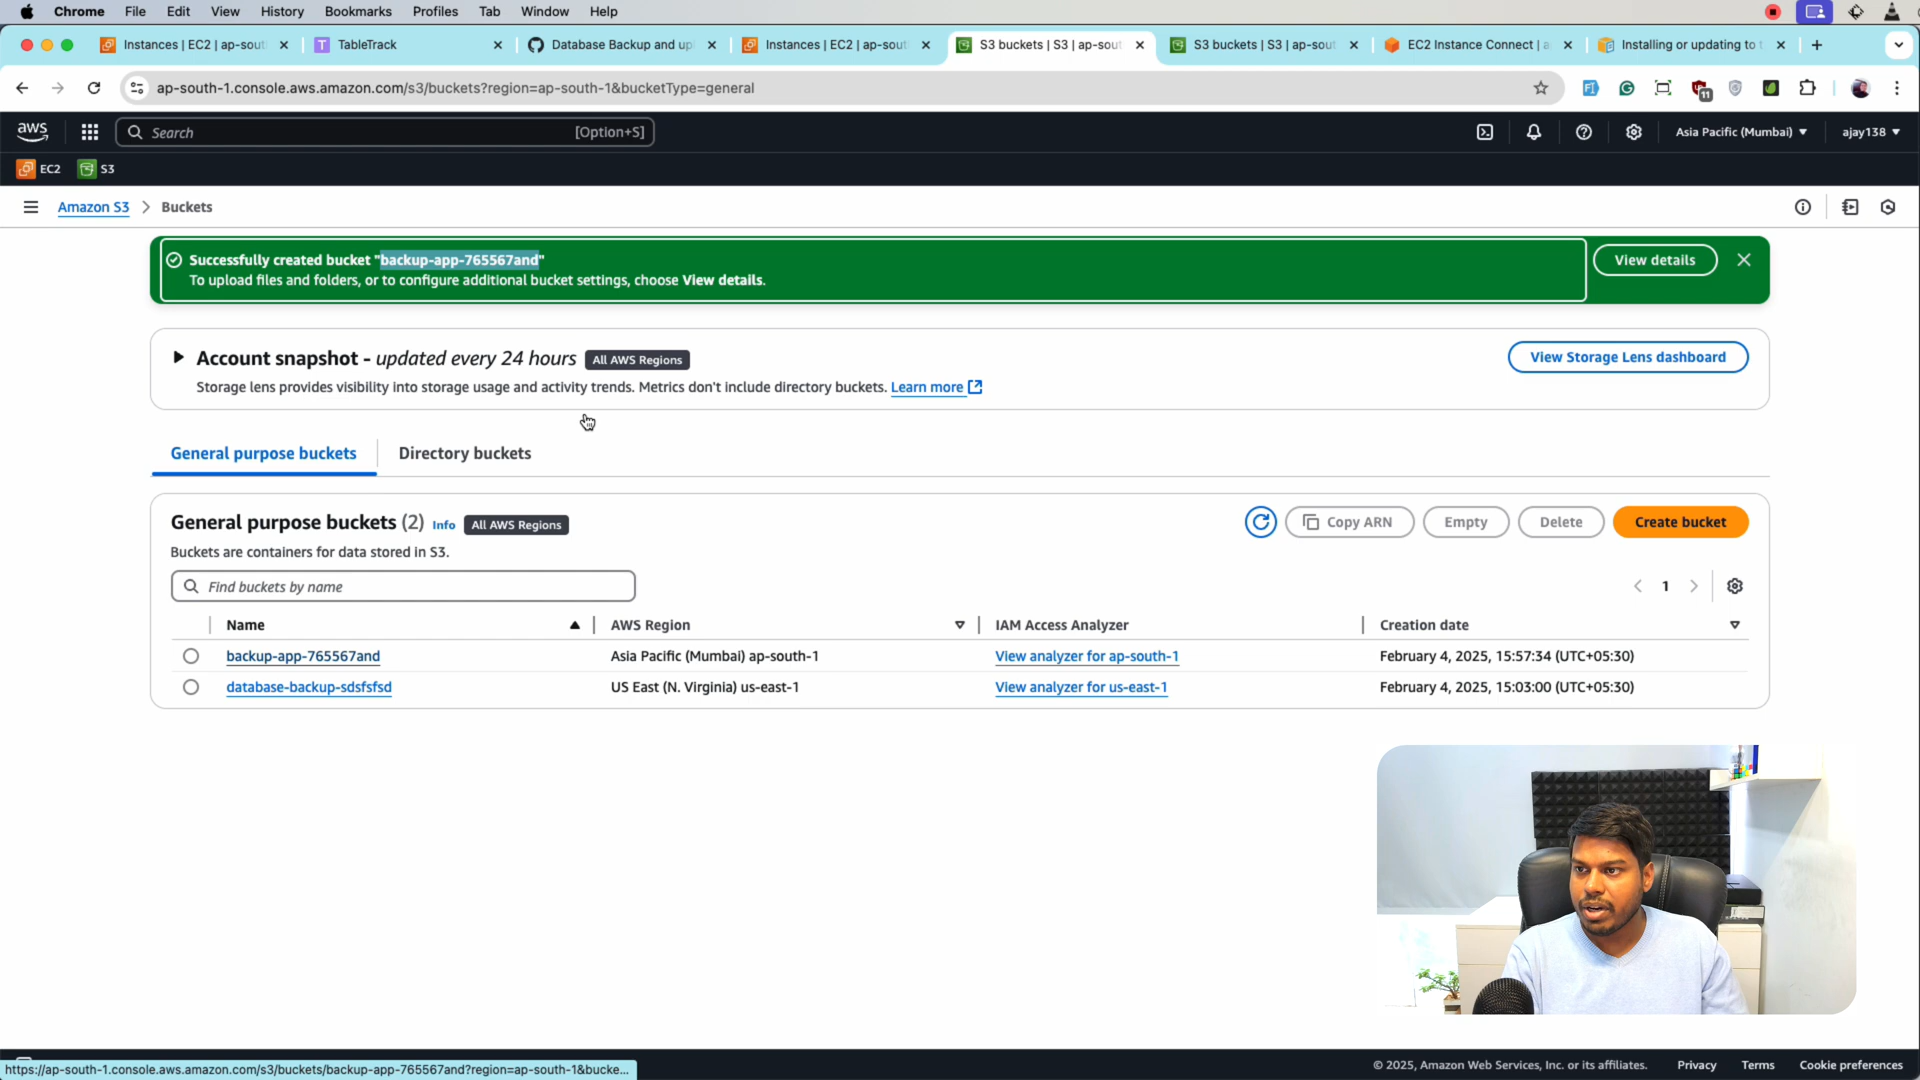 Chrome File Edit View History Bookmarks Profiles Tab Window Help
Instances | EC2 | ap-sout
TableTrack
Database Backup and up
Instances | EC2 | ap-sout
S3 buckets | S3 | ap-sout
S3 buckets | S3 | ap-sout
EC2 Instance Connect | a
Installing or updating to t
ap-south-1.console.aws.amazon.com/s3/buckets?region=ap-south-1&bucketType=general
11
aws
Search
[Option+S]
Asia Pacific (Mumbai)
ajay138
EC2
S3
Amazon S3 > Buckets
Successfully created bucket "backup-app-765567and"
To upload files and folders, or to configure additional bucket settings, choose View details.
View details
Account snapshot - updated every 24 hours
All AWS Regions
View Storage Lens dashboard
Storage lens provides visibility into storage usage and activity trends. Metrics don't include directory buckets. Learn more
General purpose buckets
Directory buckets
General purpose buckets (2) Info All AWS Regions
Copy ARN
Empty
Delete
Create bucket
Buckets are containers for data stored in S3.
Find buckets by name
1
Name
AWS Region
IAM Access Analyzer
Creation date
backup-app-765567and
Asia Pacific (Mumbai) ap-south-1
View analyzer for ap-south-1
February 4, 2025, 15:57:34 (UTC+05:30)
database-backup-sdsfsfsd
US East (N. Virginia) us-east-1
View analyzer for us-east-1
February 4, 2025, 15:03:00 (UTC+05:30)
© 2025, Amazon Web Services, Inc. or its affiliates.
Privacy
Terms
Cookie preferences
https://ap-south-1.console.aws.amazon.com/s3/buckets/backup-app-765567and?region=ap-south-1&bucke...